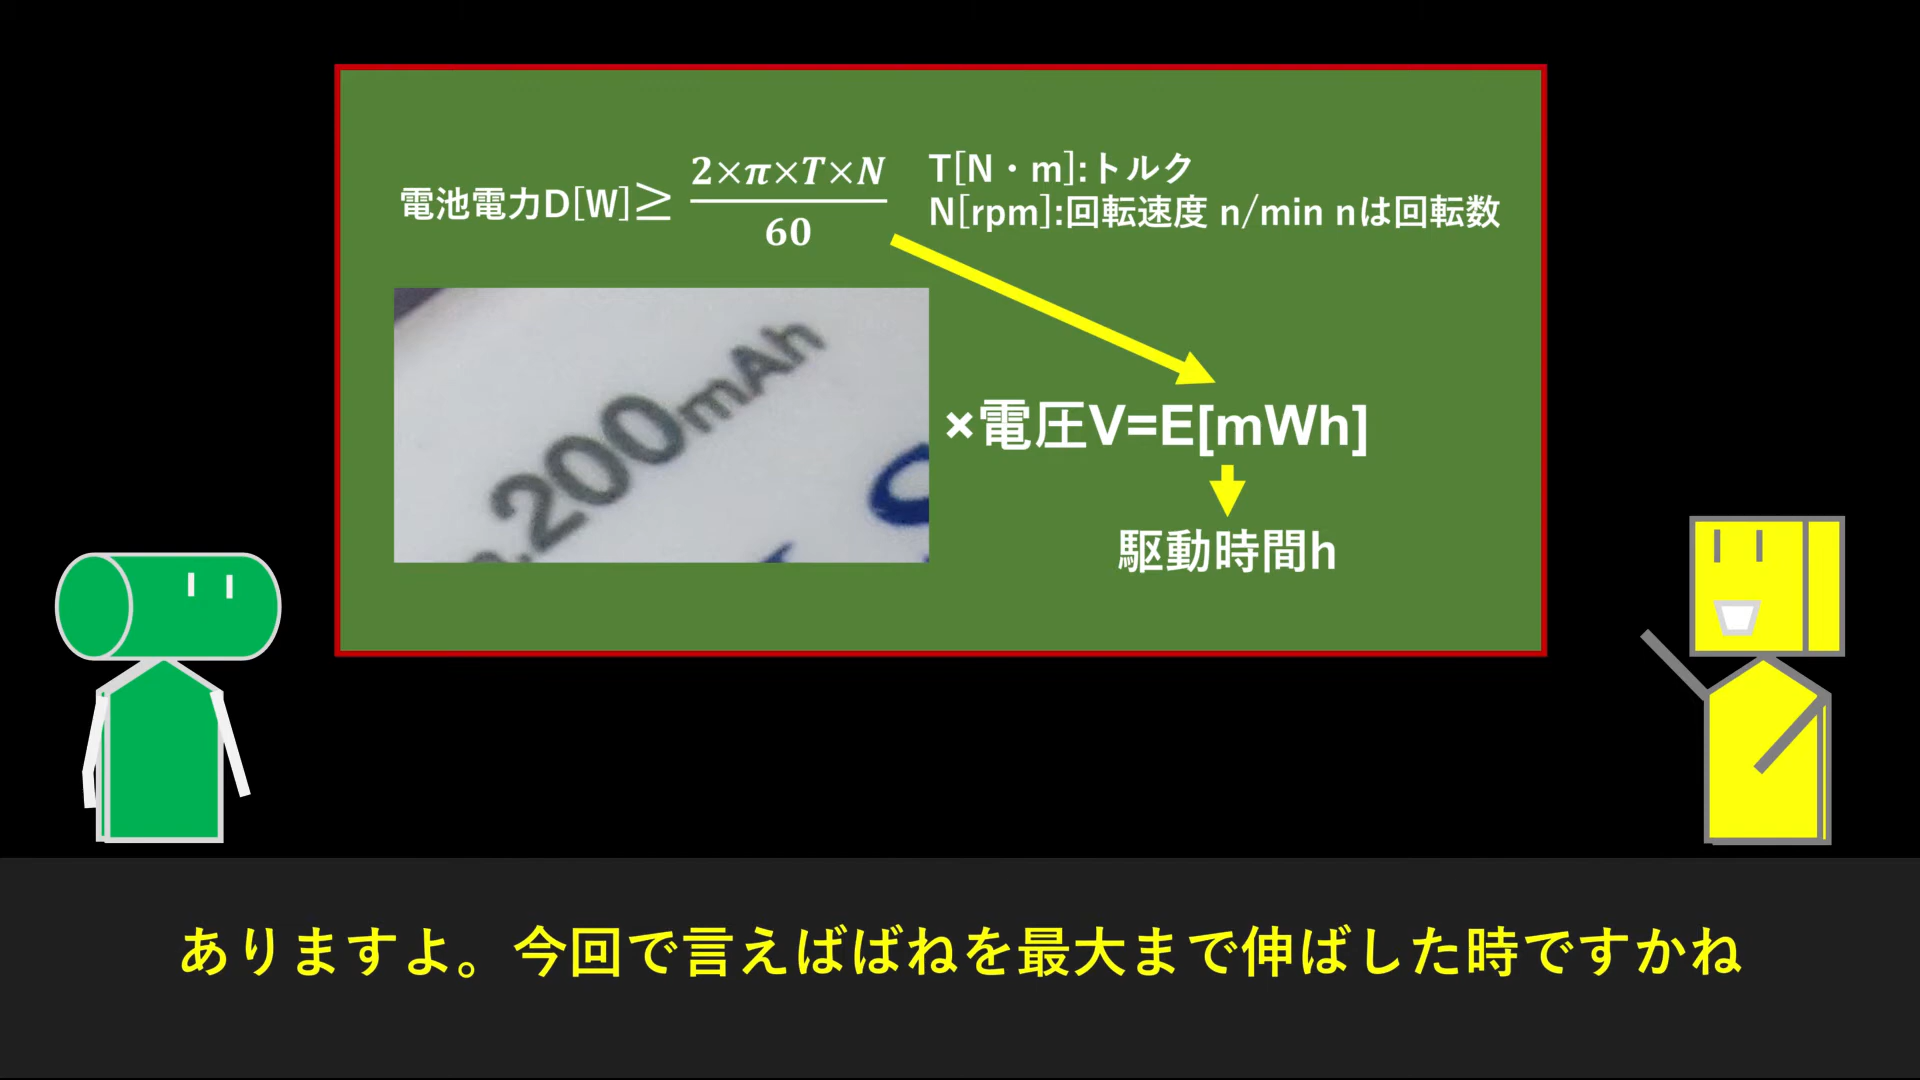 電池電力D[W]≧ 2×π×T×N / 60
T[N・m]:トルク
N[rpm]:回転速度 n/min nは回転数
200mAh
×電圧V=E[mWh]
駆動時間h
ありますよ。今回で言えばばねを最大まで伸ばした時ですかね